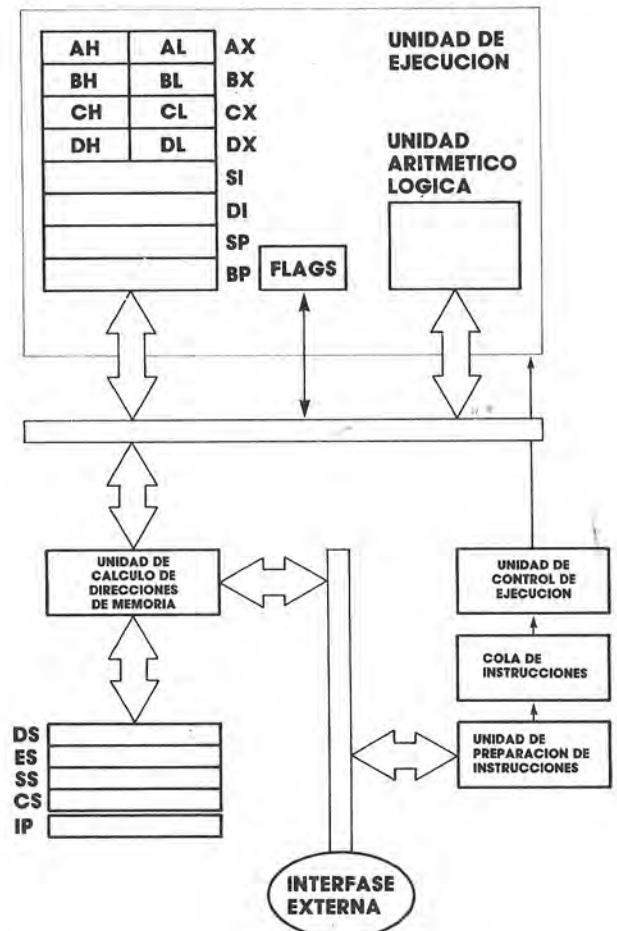 AH AL AX
BH BL BX
CH CL CX
DH DL DX
SI
DI
SP
BP
FLAGS
UNIDAD DE
EJECUCION
UNIDAD
ARITMETICO
LOGICA
UNIDAD DE
CALCULO DE
DIRECCIONES
DE MEMORIA
UNIDAD DE
CONTROL DE
EJECUCION
COLA DE
INSTRUCCIONES
UNIDAD DE
PREPARACION DE
INSTRUCCIONES
DS
ES
SS
CS
IP
INTERFASE
EXTERNA